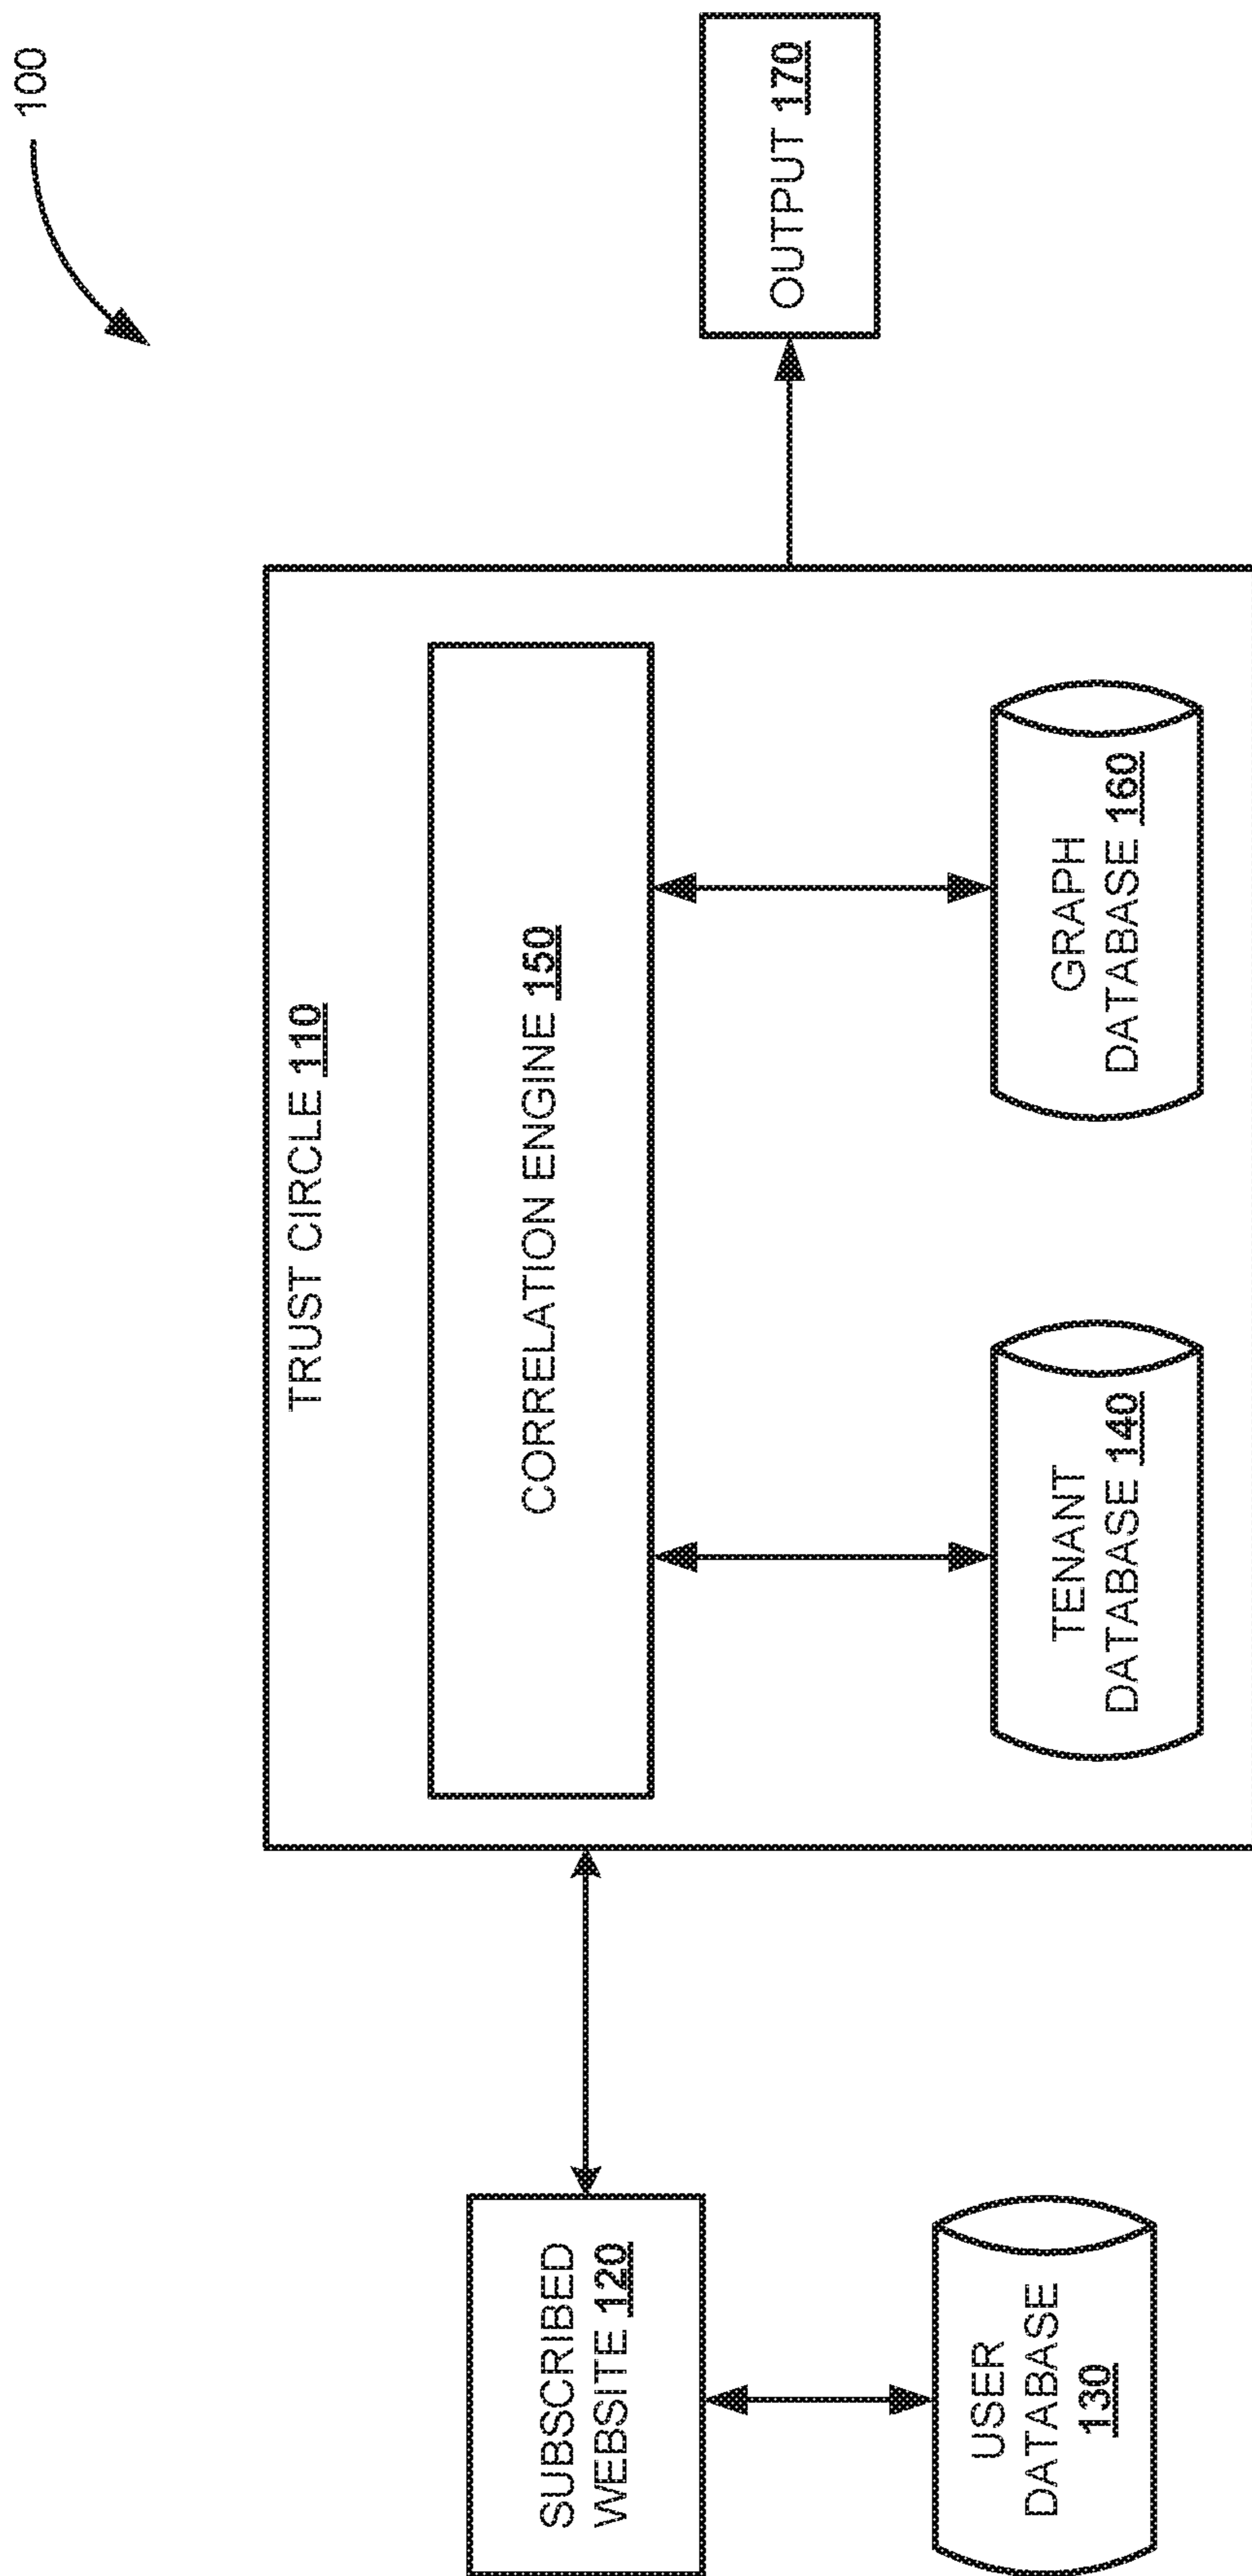 100
TRUST CIRCLE 110
CORRELATION ENGINE 150
SUBSCRIBED
WEBSITE 120
OUTPUT 170
USER
DATABASE
130
TENANT
DATABASE 140
GRAPH
DATABASE 160